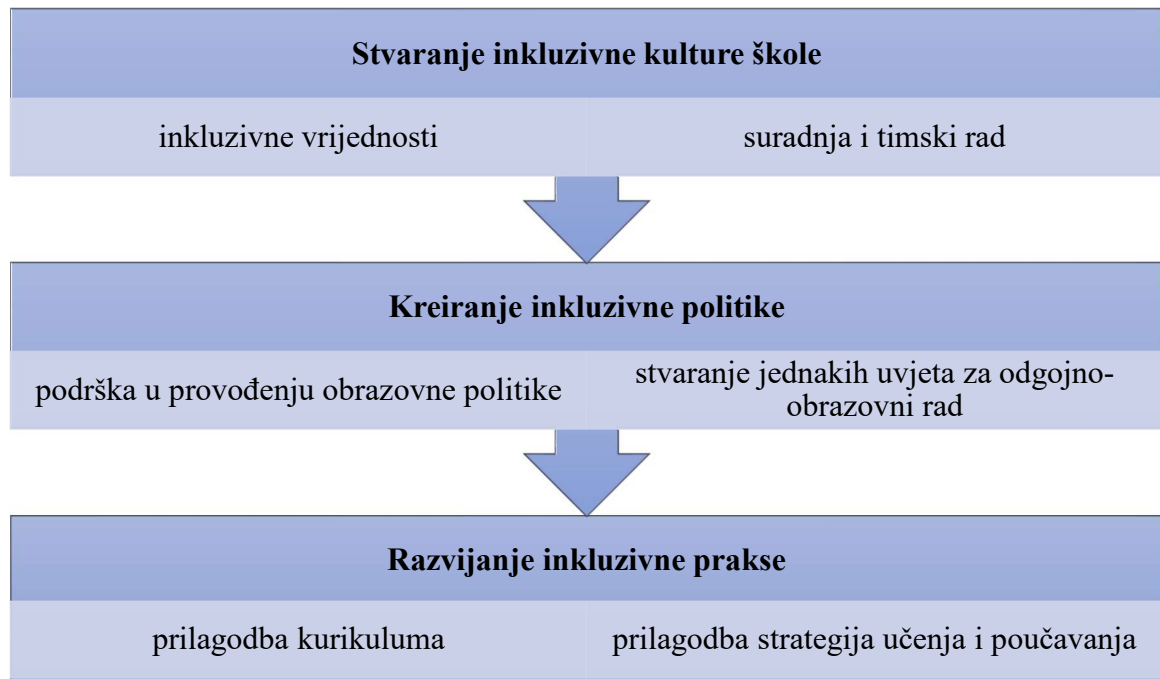 Stvaranje inkluzivne kulture škole
inkluzivne vrijednosti
suradnja i timski rad
Kreiranje inkluzivne politike
podrška u provođenju obrazovne politike
stvaranje jednakih uvjeta za odgojno-
obrazovni rad
Razvijanje inkluzivne prakse
prilagodba kurikuluma
prilagodba strategija učenja i poučavanja